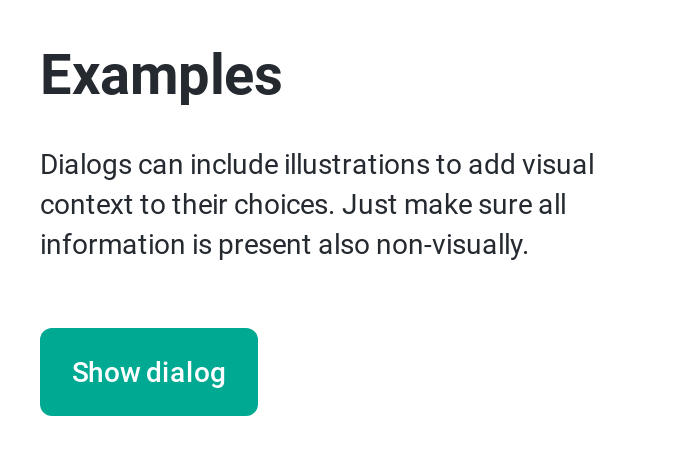 Examples
Dialogs can include illustrations to add visual
context to their choices. Just make sure all
information is present also non-visually.
Show dialog